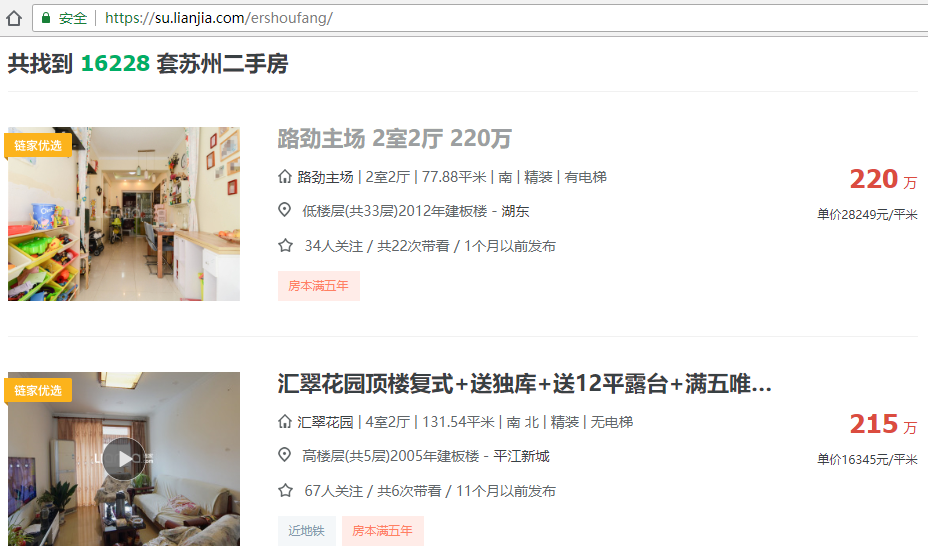 安全 https://su.lianjia.com/ershoufang/
共找到 16228 套苏州二手房
链家优选
路劲主场 2室2厅 220万
路劲主场 | 2室2厅 | 77.88平米 | 南 | 精装 | 有电梯
220 万
低楼层(共33层)2012年建板楼 - 湖东
单价28249元/平米
34人关注 / 共22次带看 / 1个月以前发布
房本满五年
链家优选
汇翠花园顶楼复式+送独库+送12平露台+满五唯...
汇翠花园 | 4室2厅 | 131.54平米 | 南 北 | 精装 | 无电梯
215 万
高楼层(共5层)2005年建板楼 - 平江新城
单价16345元/平米
67人关注 / 共6次带看 / 11个月以前发布
近地铁 房本满五年